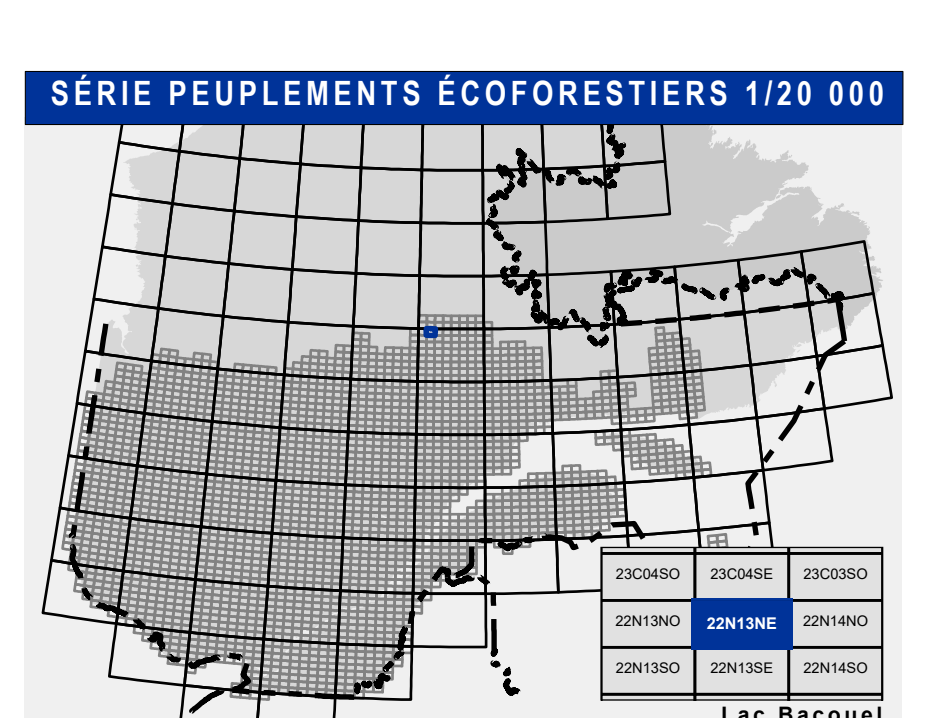 SÉRIE PEUPLEMENTS ÉCOFORESTIERS 1/20 000
23C04SO 23C04SE 23C03SO
22N13NO 22N13NE 22N14NO
22N13SO 22N13SE 22N14SO
Lac Bacouel